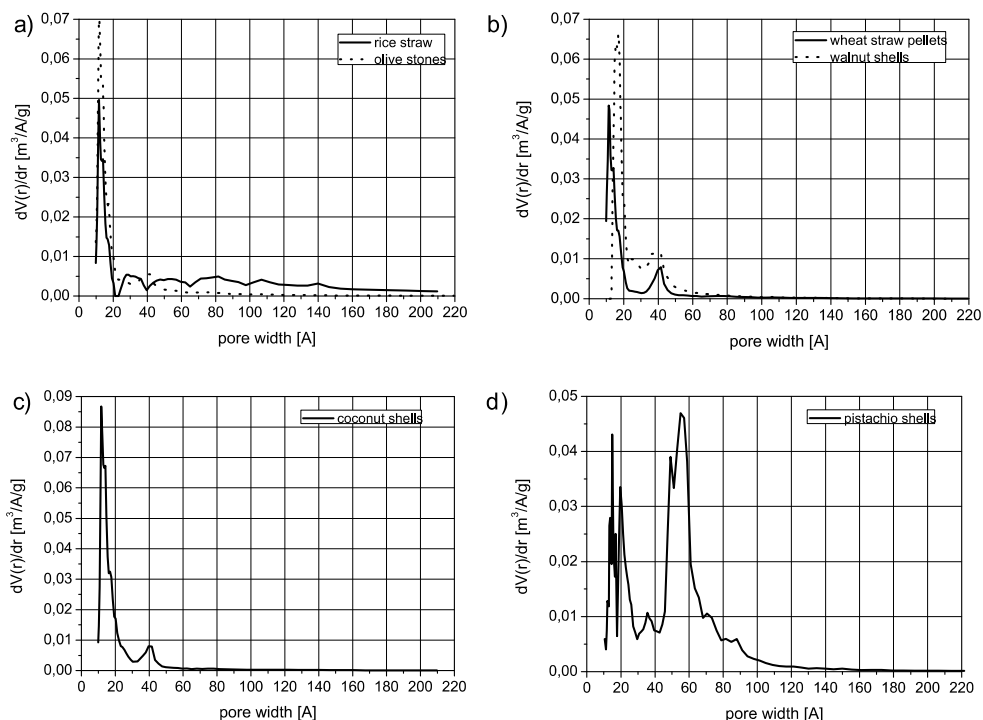 a)
0,07
0,06
0,05
0,04
0,03
0,02
0,01
0,00
dV(r)/dr [m³/A/g]
rice straw
olive stones
0 20 40 60 80 100 120 140 160 180 200 220
pore width [A]
b)
0,07
0,06
0,05
0,04
0,03
0,02
0,01
0,00
dV(r)/dr [m³/A/g]
wheat straw pellets
walnut shells
0 20 40 60 80 100 120 140 160 180 200 220
pore width [A]
c)
0,09
0,08
0,07
0,06
0,05
0,04
0,03
0,02
0,01
0,00
dV(r)/dr [m³/A/g]
coconut shells
0 20 40 60 80 100 120 140 160 180 200 220
pore width [A]
d)
0,05
0,04
0,03
0,02
0,01
0,00
dV(r)/dr [m³/A/g]
pistachio shells
0 20 40 60 80 100 120 140 160 180 200 220
pore width [A]